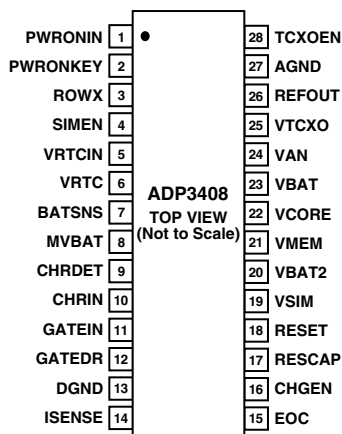 PWRONIN 1
PWRONKEY 2
ROWX 3
SIMEN 4
VRTCIN 5
VRTC 6
BATSNS 7
MVBAT 8
CHRDET 9
CHRIN 10
GATEIN 11
GATEDR 12
DGND 13
ISENSE 14
ADP3408
TOP VIEW
(Not to Scale)
28 TCXOEN
27 AGND
26 REFOUT
25 VTCXO
24 VAN
23 VBAT
22 VCORE
21 VMEM
20 VBAT2
19 VSIM
18 RESET
17 RESCAP
16 CHGEN
15 EOC